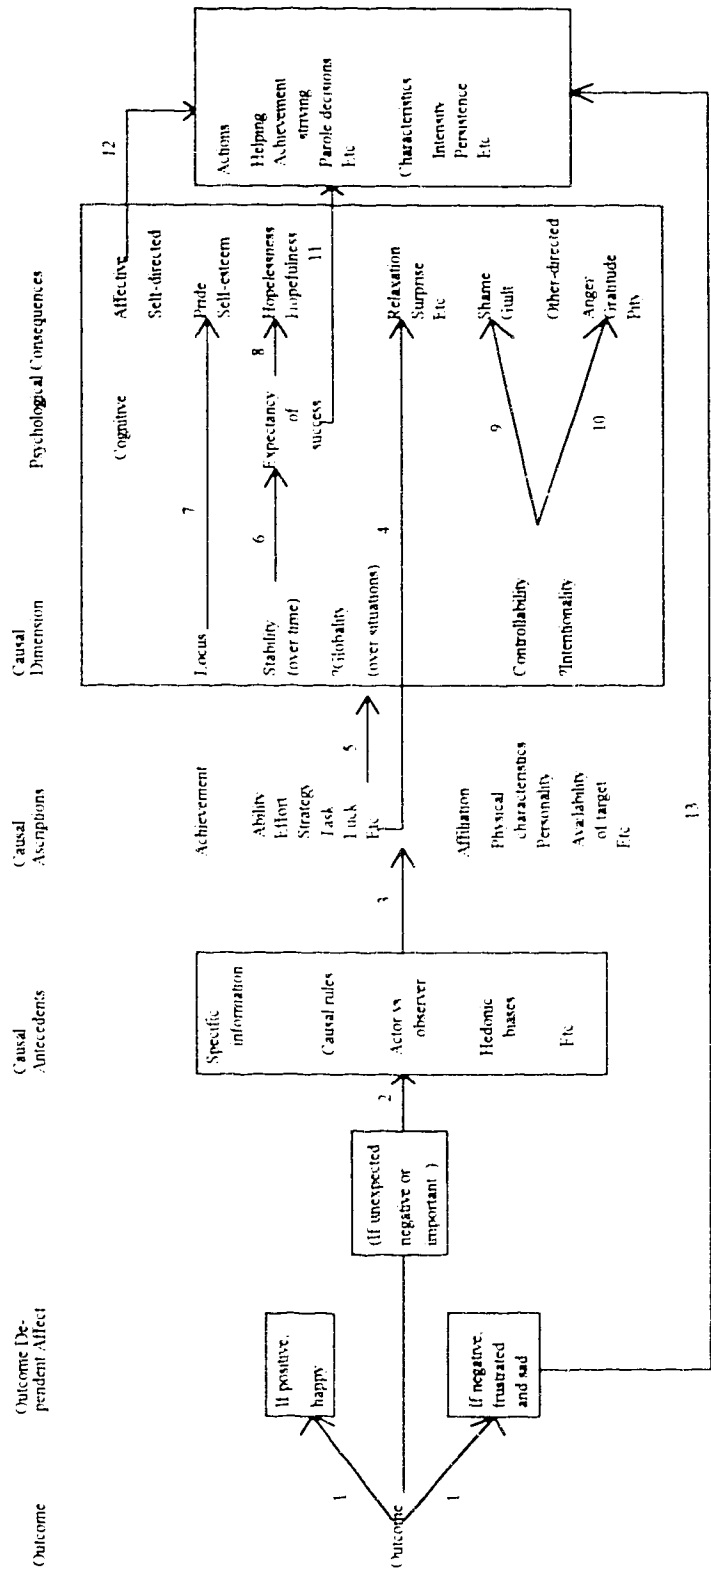 Outcome
Outcome De-
pendent Affect
Causal
Antecedents
Causal
Ascriptions
Causal
Dimension
Psychological Consequences
Outcome
1
1
If positive,
happy
If negative,
frustrated
and sad
(If unexpected
negative or
important )
2
Specific
information
Causal rules
Actor vs
observer
Hedonic
biases
Etc
3
Achievement
Ability
Effort
Strategy
Task
Luck
Etc
Affiliation
Physical
characteristics
Personality
Availability
of target
Etc
5
4
Locus
Stability
(over time)
?Globality
(over situations)
Controllability
?Intentionality
7
6
8
9
10
Cognitive
Expectancy
of
success
Affective
Self-directed
Pride
Self-esteem
Hopelessness
Hopefulness
Relaxation
Surprise
Etc
Shame
Guilt
Other-directed
Anger
Gratitude
Pity
11
12
13
Actions
Helping
Achievement
striving
Parole decisions
Etc
Characteristics
Intensity
Persistence
Etc